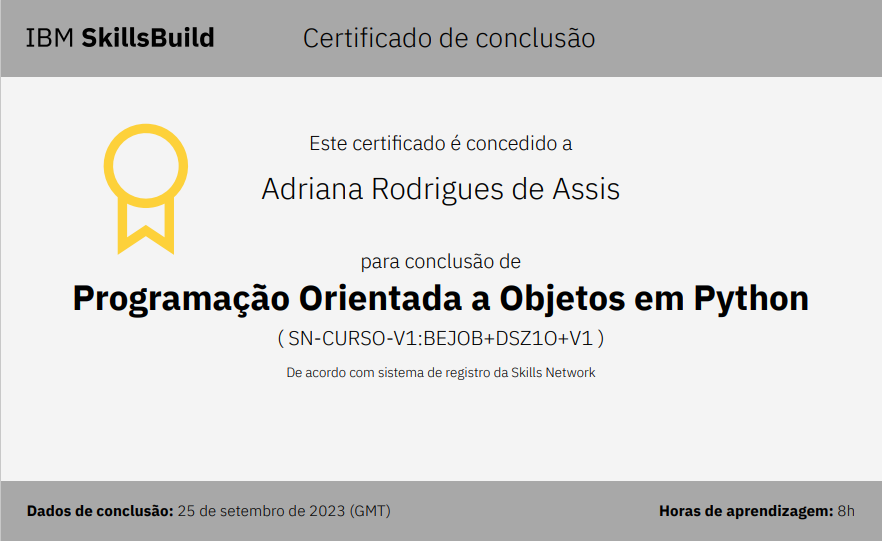 IBM SkillsBuild
Certificado de conclusão
Este certificado é concedido a
Adriana Rodrigues de Assis
para conclusão de
Programação Orientada a Objetos em Python
( SN-CURSO-V1:BEJOB+DSZ1O+V1 )
De acordo com sistema de registro da Skills Network
Dados de conclusão: 25 de setembro de 2023 (GMT)
Horas de aprendizagem: 8h